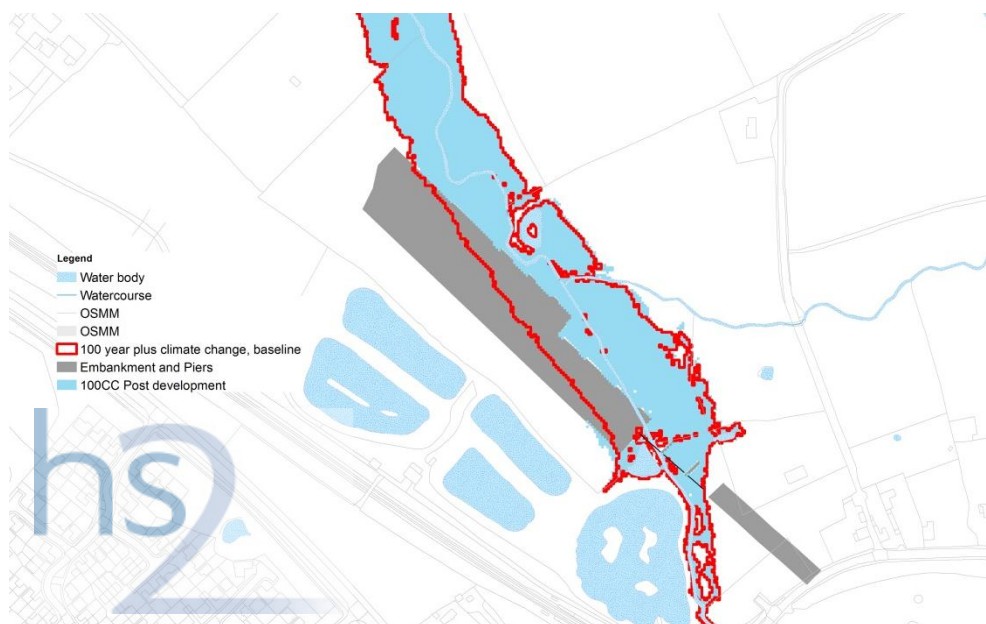 Legend
Water body
Watercourse
OSMM
OSMM
100 year plus climate change, baseline
Embankment and Piers
100CC Post development
hs2